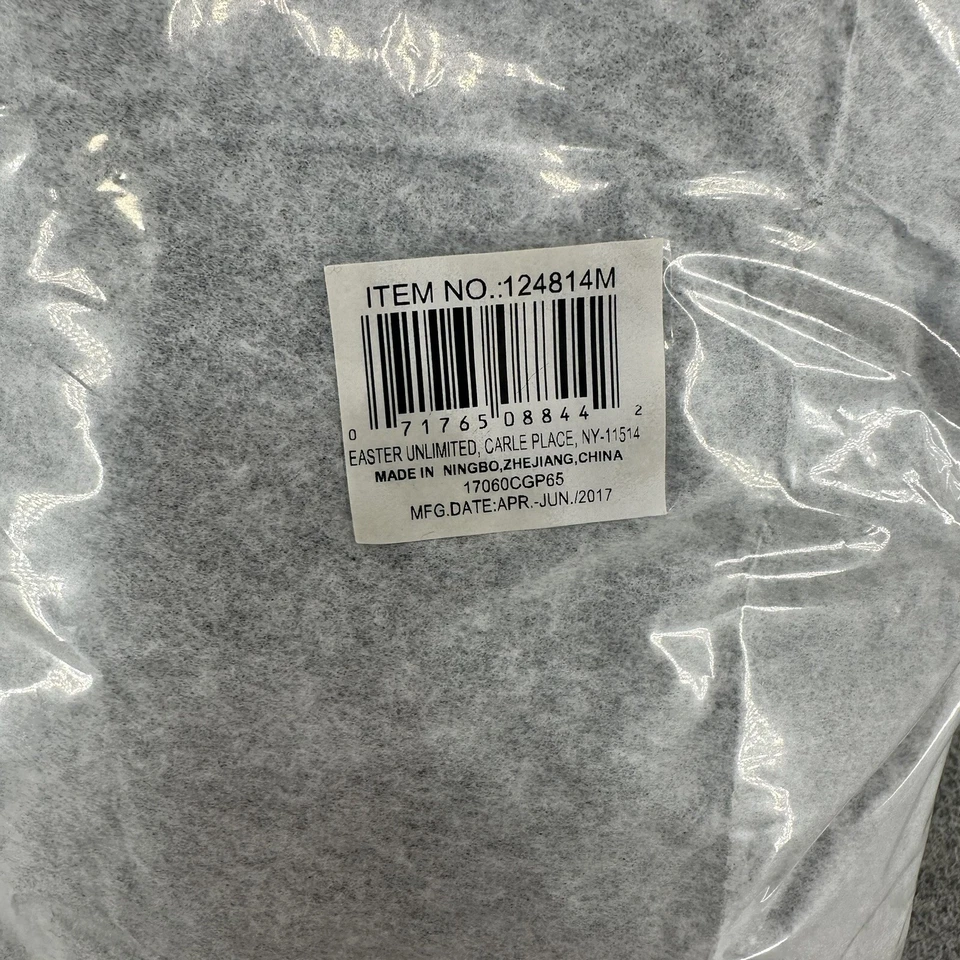 ITEM NO.:124814M
0 71765 08844 2
EASTER UNLIMITED, CARLE PLACE, NY-11514
MADE IN NINGBO,ZHEJIANG,CHINA
17060CGP65
MFG.DATE:APR.-JUN./2017